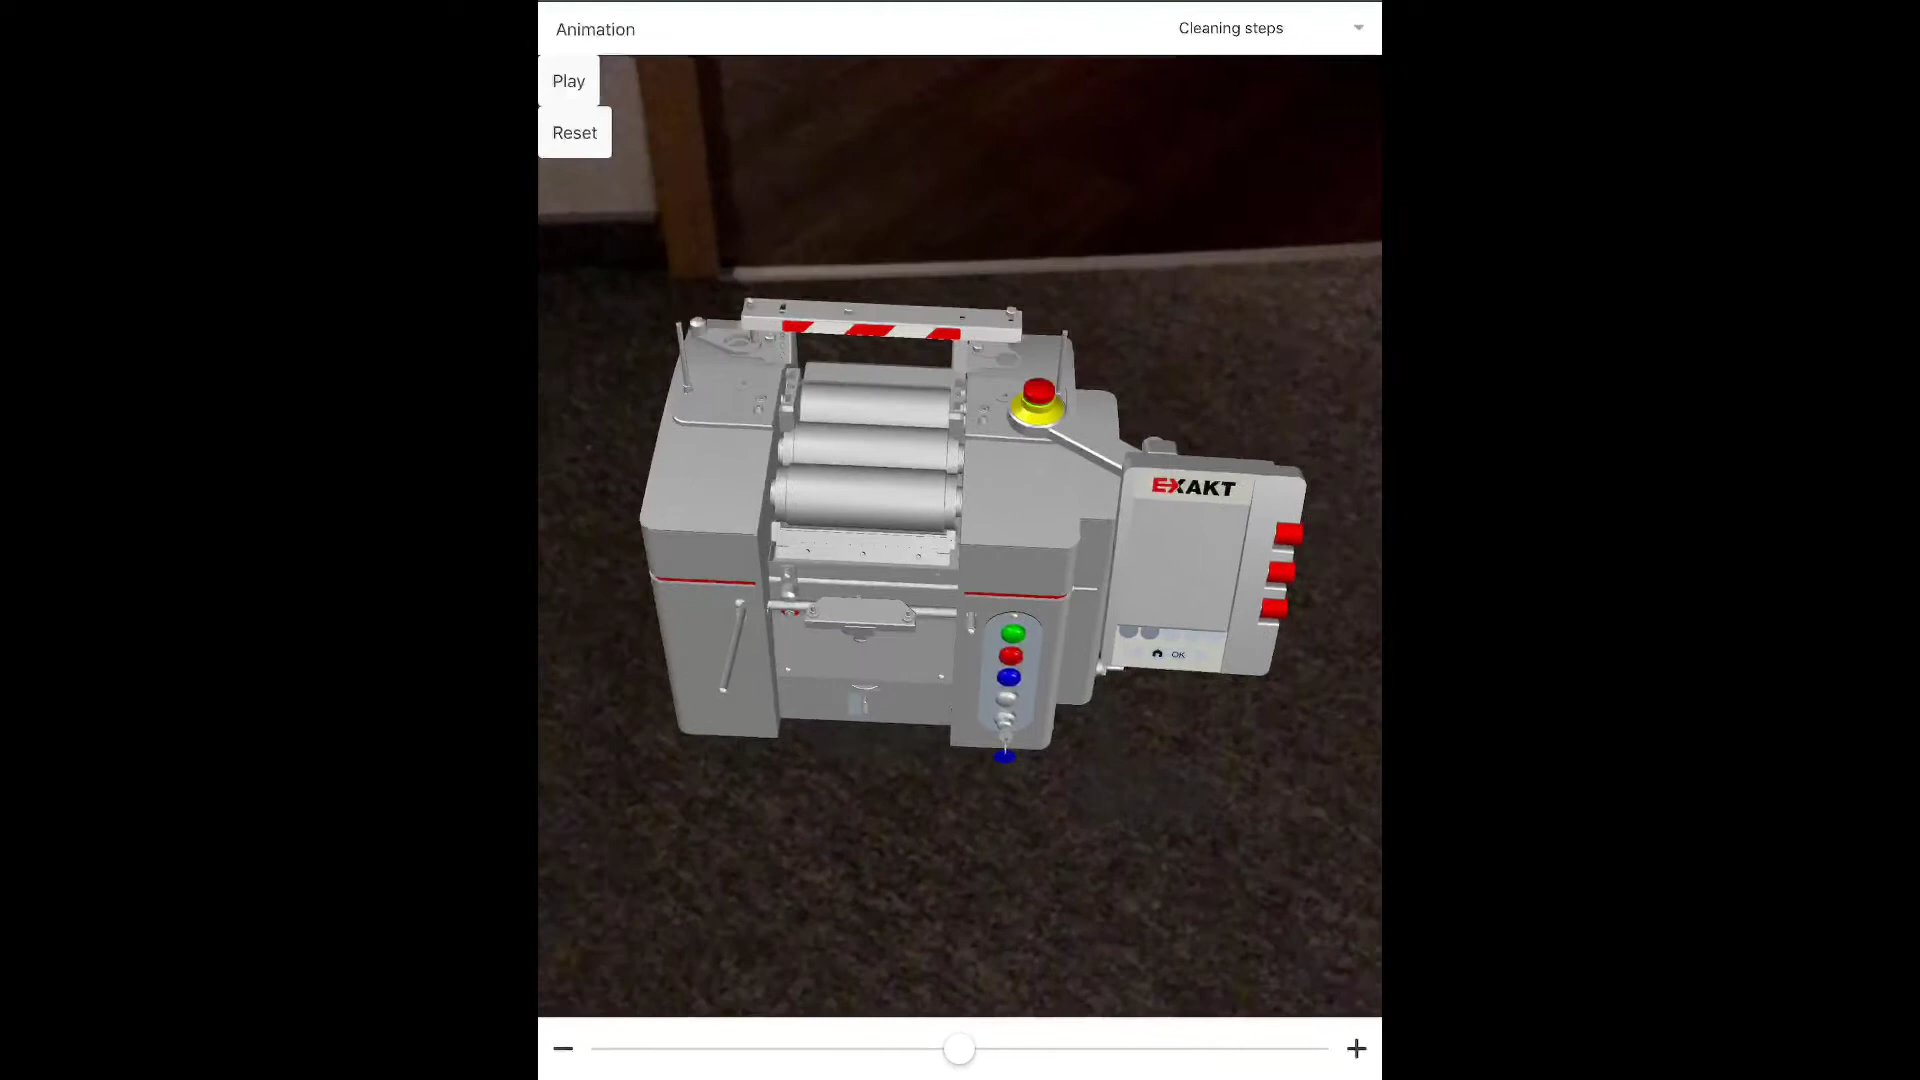 Animation
Cleaning steps
Play
Reset
EXAKT
OK